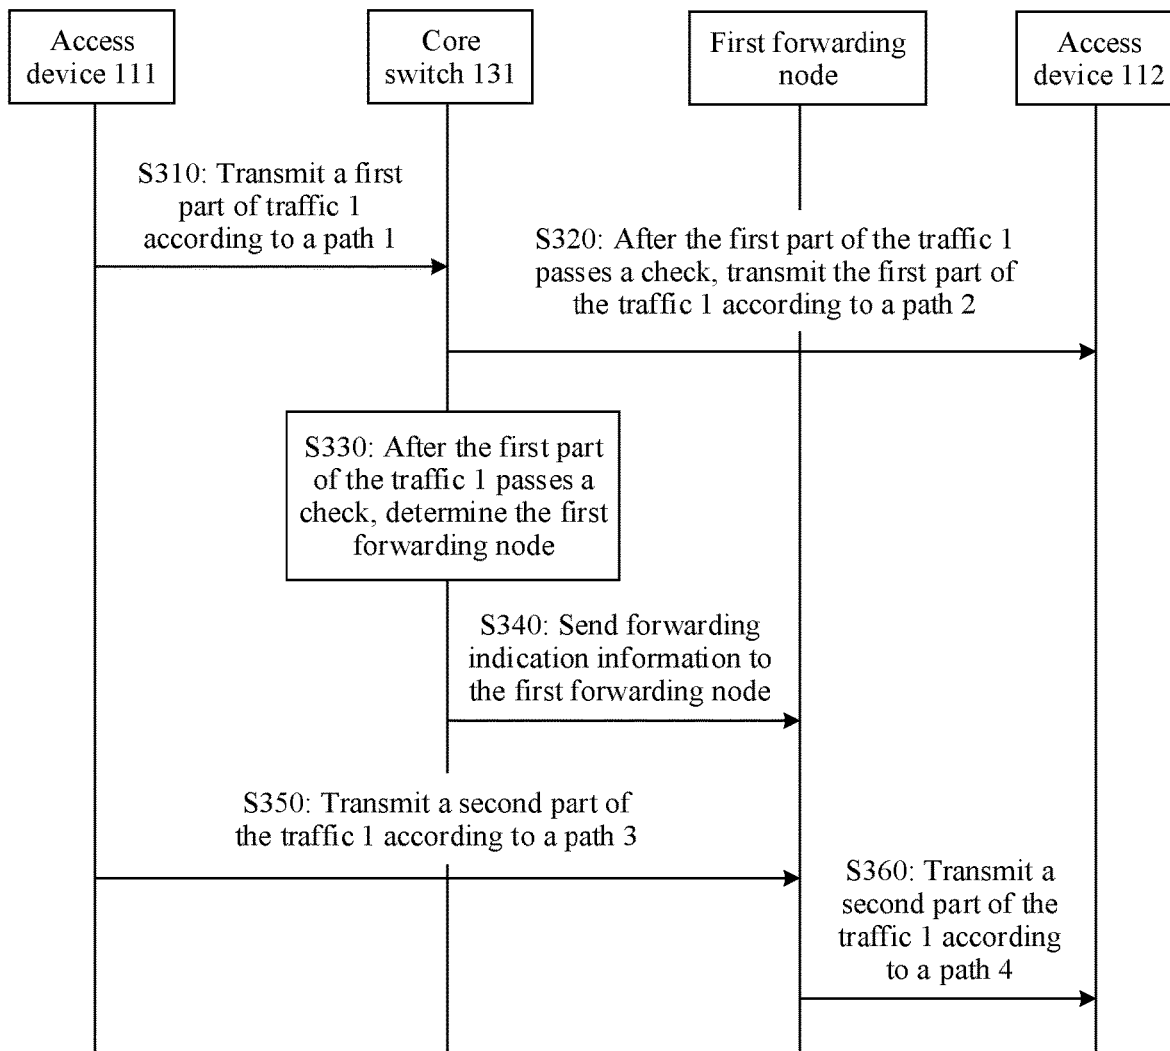 Access
device 111
Core
switch 131
First forwarding
node
Access
device 112
S310: Transmit a first
part of traffic 1
according to a path 1
S320: After the first part of the traffic 1
passes a check, transmit the first part of
the traffic 1 according to a path 2
S330: After the first part
of the traffic 1 passes a
check, determine the first
forwarding node
S340: Send forwarding
indication information to
the first forwarding node
S350: Transmit a second part of
the traffic 1 according to a path 3
S360: Transmit a
second part of the
traffic 1 according
to a path 4